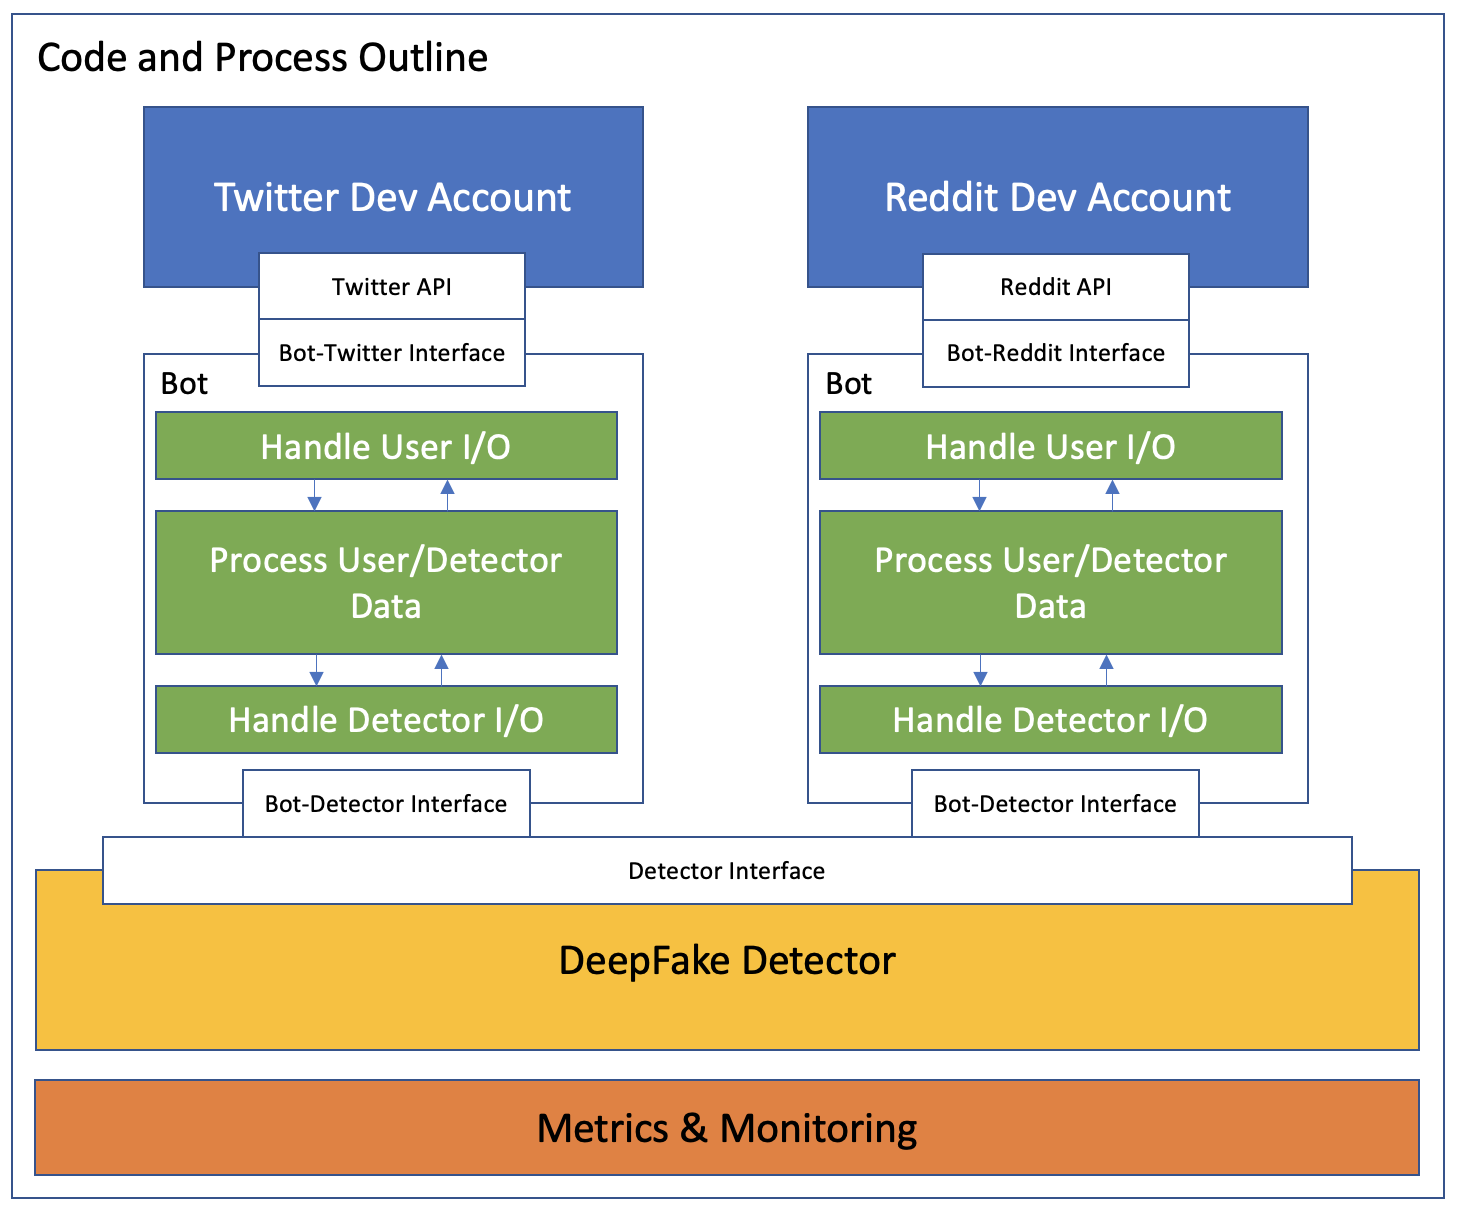 Code and Process Outline
Twitter Dev Account
Twitter API
Bot-Twitter Interface
Bot
Handle User I/O
Process User/Detector
Data
Handle Detector I/O
Bot-Detector Interface
Reddit Dev Account
Reddit API
Bot-Reddit Interface
Bot
Handle User I/O
Process User/Detector
Data
Handle Detector I/O
Bot-Detector Interface
Detector Interface
DeepFake Detector
Metrics & Monitoring